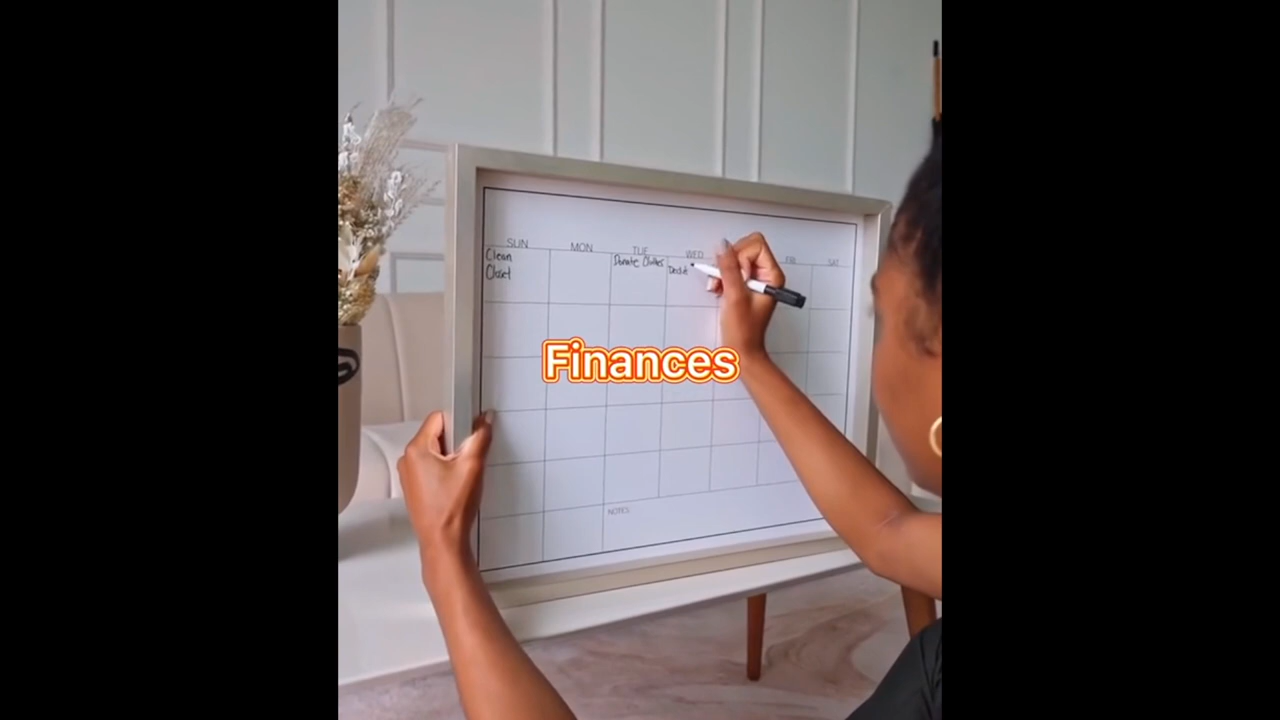 SUN MON TUE WED FRI SAT
Clean
Closet
Donate Clothes
Finances
NOTES